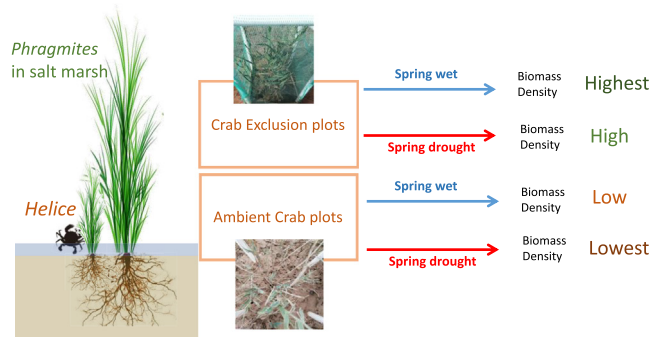 Phragmites
in salt marsh
Helice
Crab Exclusion plots
Spring wet
Biomass
Density
Highest
Spring drought
Biomass
Density
High
Ambient Crab plots
Spring wet
Biomass
Density
Low
Spring drought
Biomass
Density
Lowest